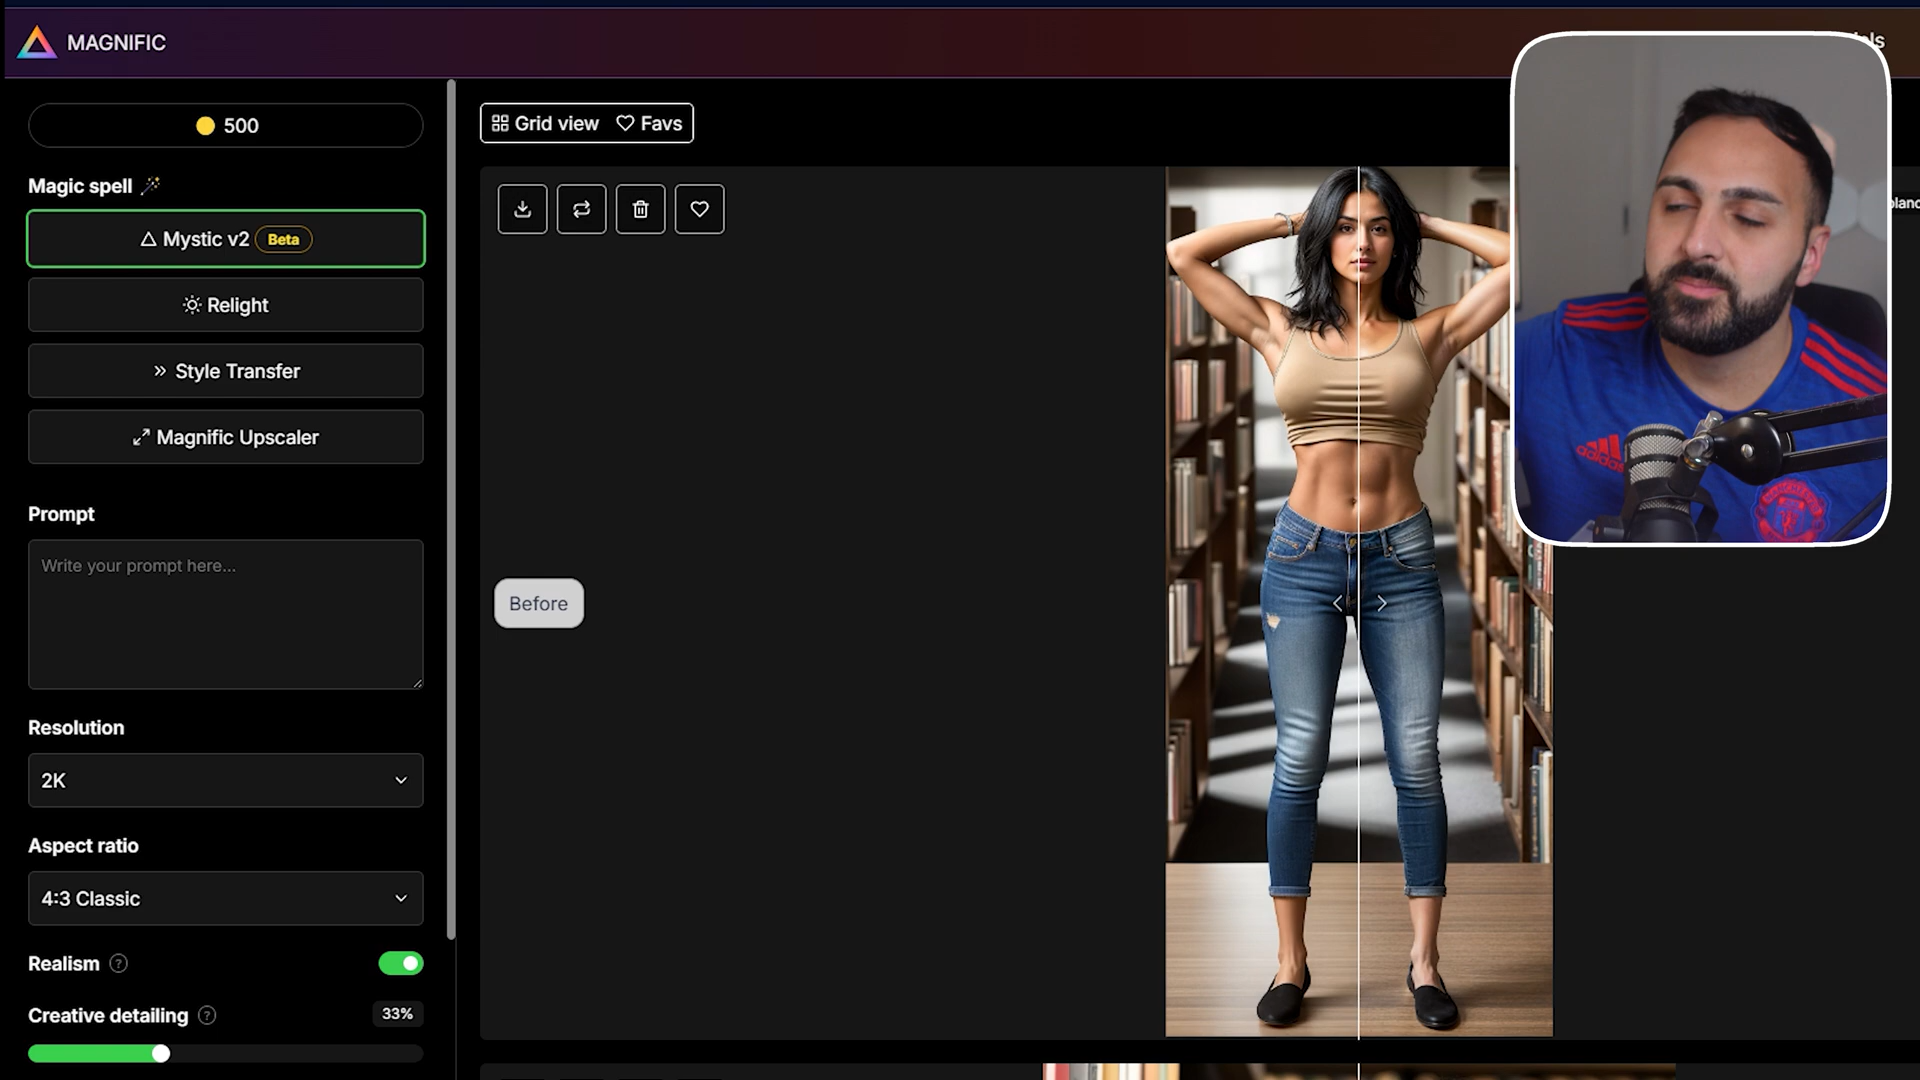 MAGNIFIC
500
Magic spell
Mystic v2 Beta
Relight
Style Transfer
Magnific Upscaler
Prompt
Write your prompt here...
Resolution
2K
Aspect ratio
4:3 Classic
Realism
Creative detailing
33%
Grid view Favs
Before
adidas